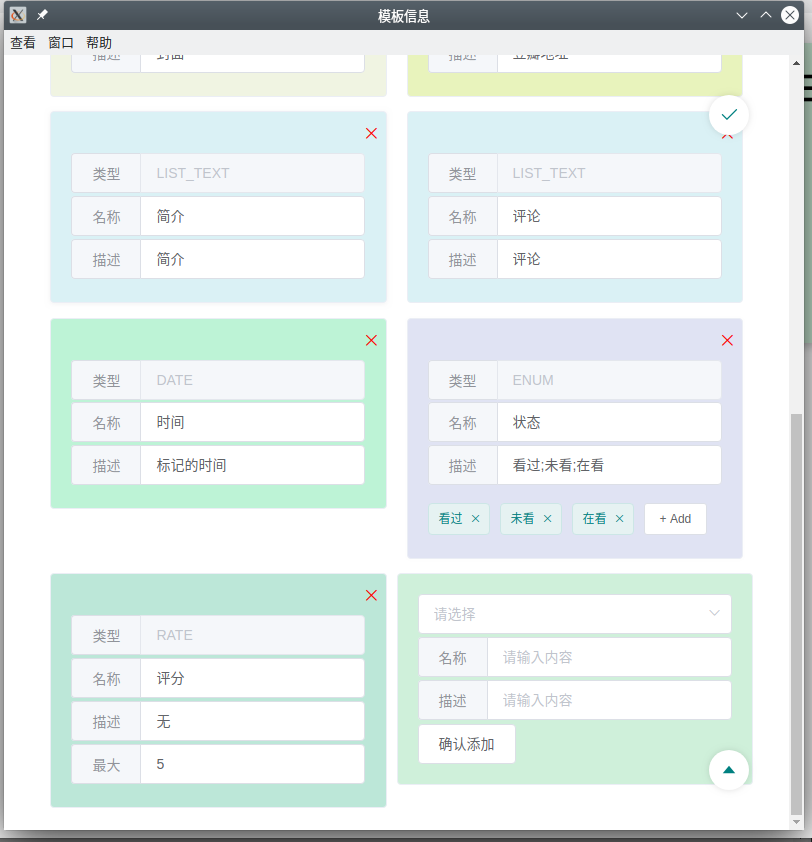 模板信息
查看 窗口 帮助
描述 封面
描述 豆瓣地址
类型 LIST_TEXT
名称 简介
描述 简介
类型 LIST_TEXT
名称 评论
描述 评论
类型 DATE
名称 时间
描述 标记的时间
类型 ENUM
名称 状态
描述 看过;未看;在看
看过 未看 在看 + Add
类型 RATE
名称 评分
描述 无
最大 5
请选择
名称 请输入内容
描述 请输入内容
确认添加